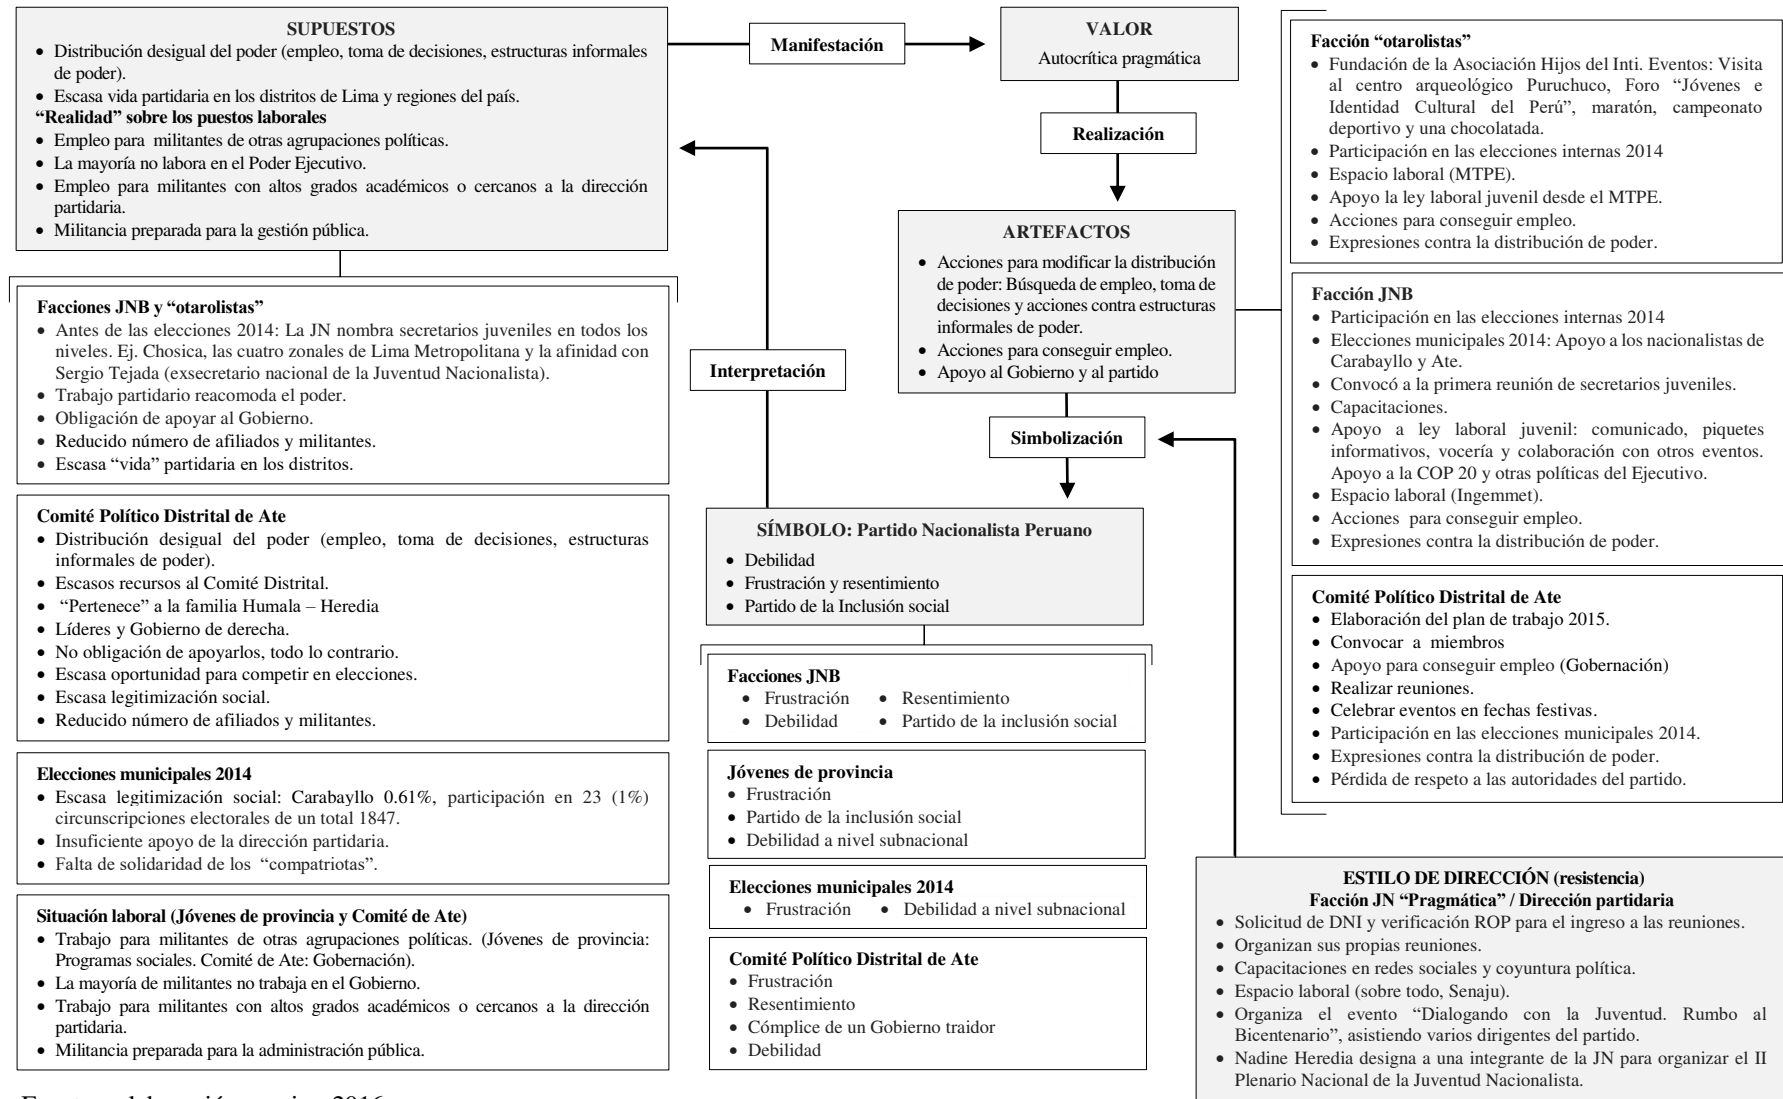 SUPUESTOS
• Distribución desigual del poder (empleo, toma de decisiones, estructuras informales
de poder).
• Escasa vida partidaria en los distritos de Lima y regiones del país.
“Realidad” sobre los puestos laborales
• Empleo para militantes de otras agrupaciones políticas.
• La mayoría no labora en el Poder Ejecutivo.
• Empleo para militantes con altos grados académicos o cercanos a la dirección
partidaria.
• Militancia preparada para la gestión pública.
Manifestación
VALOR
Autocrítica pragmática
Realización
ARTEFACTOS
• Acciones para modificar la distribución
de poder: Búsqueda de empleo, toma de
decisiones y acciones contra estructuras
informales de poder.
• Acciones para conseguir empleo.
• Apoyo al Gobierno y al partido
Interpretación
Simbolización
SÍMBOLO: Partido Nacionalista Peruano
• Debilidad
• Frustración y resentimiento
• Partido de la Inclusión social
Facciones JNB y “otarolistas”
• Antes de las elecciones 2014: La JN nombra secretarios juveniles en todos los
niveles. Ej. Chosica, las cuatro zonales de Lima Metropolitana y la afinidad con
Sergio Tejada (exsecretario nacional de la Juventud Nacionalista).
• Trabajo partidario reacomoda el poder.
• Obligación de apoyar al Gobierno.
• Reducido número de afiliados y militantes.
• Escasa “vida” partidaria en los distritos.
Comité Político Distrital de Ate
• Distribución desigual del poder (empleo, toma de decisiones, estructuras
informales de poder).
• Escasos recursos al Comité Distrital.
• “Pertenece” a la familia Humala – Heredia
• Líderes y Gobierno de derecha.
• No obligación de apoyarlos, todo lo contrario.
• Escasa oportunidad para competir en elecciones.
• Escasa legitimización social.
• Reducido número de afiliados y militantes.
Elecciones municipales 2014
• Escasa legitimización social: Carabayllo 0.61%, participación en 23 (1%)
circunscripciones electorales de un total 1847.
• Insuficiente apoyo de la dirección partidaria.
• Falta de solidaridad de los “compatriotas”.
Situación laboral (Jóvenes de provincia y Comité de Ate)
• Trabajo para militantes de otras agrupaciones políticas. (Jóvenes de provincia:
Programas sociales. Comité de Ate: Gobernación).
• La mayoría de militantes no trabaja en el Gobierno.
• Trabajo para militantes con altos grados académicos o cercanos a la dirección
partidaria.
• Militancia preparada para la administración pública.
Facciones JNB
• Frustración • Resentimiento
• Debilidad • Partido de la inclusión social
Jóvenes de provincia
• Frustración
• Partido de la inclusión social
• Debilidad a nivel subnacional
Elecciones municipales 2014
• Frustración • Debilidad a nivel subnacional
Comité Político Distrital de Ate
• Frustración
• Resentimiento
• Cómplice de un Gobierno traidor
• Debilidad
Facción “otarolistas”
• Fundación de la Asociación Hijos del Inti. Eventos: Visita
al centro arqueológico Puruchuco, Foro “Jóvenes e
Identidad Cultural del Perú”, maratón, campeonato
deportivo y una chocolatada.
• Participación en las elecciones internas 2014
• Espacio laboral (MTPE).
• Apoyo la ley laboral juvenil desde el MTPE.
• Acciones para conseguir empleo.
• Expresiones contra la distribución de poder.
Facción JNB
• Participación en las elecciones internas 2014
• Elecciones municipales 2014: Apoyo a los nacionalistas de
Carabayllo y Ate.
• Convocó a la primera reunión de secretarios juveniles.
• Capacitaciones.
• Apoyo a ley laboral juvenil: comunicado, piquetes
informativos, vocería y colaboración con otros eventos.
Apoyo a la COP 20 y otras políticas del Ejecutivo.
• Espacio laboral (Ingemmet).
• Acciones para conseguir empleo.
• Expresiones contra la distribución de poder.
Comité Político Distrital de Ate
• Elaboración del plan de trabajo 2015.
• Convocar a miembros
• Apoyo para conseguir empleo (Gobernación)
• Realizar reuniones.
• Celebrar eventos en fechas festivas.
• Participación en las elecciones municipales 2014.
• Expresiones contra la distribución de poder.
• Pérdida de respeto a las autoridades del partido.
ESTILO DE DIRECCIÓN (resistencia)
Facción JN “Pragmática” / Dirección partidaria
• Solicitud de DNI y verificación ROP para el ingreso a las reuniones.
• Organizan sus propias reuniones.
• Capacitaciones en redes sociales y coyuntura política.
• Espacio laboral (sobre todo, Senaju).
• Organiza el evento “Dialogando con la Juventud. Rumbo al
Bicentenario”, asistiendo varios dirigentes del partido.
• Nadine Heredia designa a una integrante de la JN para organizar el II
Plenario Nacional de la Juventud Nacionalista.